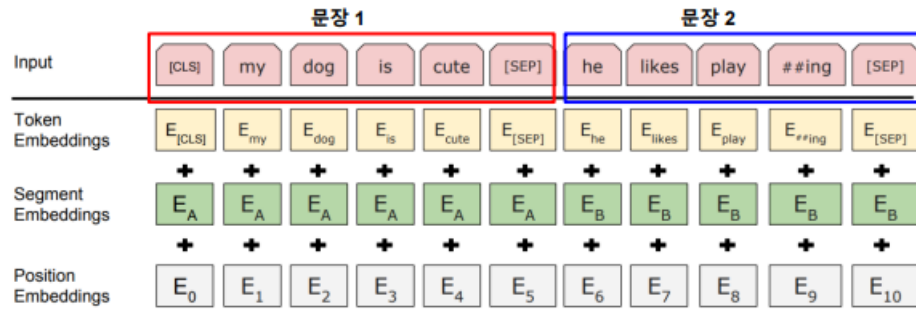 문장 1 문장 2
Input [CLS] my dog is cute [SEP] he likes play ##ing [SEP]
Token Embeddings E[CLS] Emy Edog Eis Ecute E[SEP] Ehe Elikes Eplay E##ing E[SEP]
Segment Embeddings EA EA EA EA EA EA EB EB EB EB EB
Position Embeddings E0 E1 E2 E3 E4 E5 E6 E7 E8 E9 E10